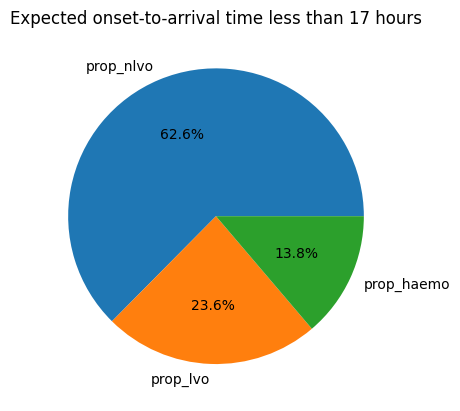 Expected onset-to-arrival time less than 17 hours
prop_nlvo
62.6%
13.8%
prop_haemo
23.6%
prop_lvo